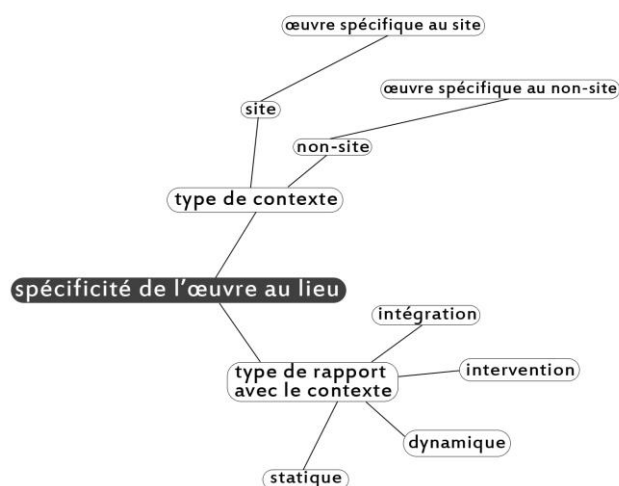 œuvre spécifique au site
œuvre spécifique au non-site
site
non-site
type de contexte
spécificité de l'œuvre au lieu
intégration
type de rapport
avec le contexte
intervention
dynamique
statique